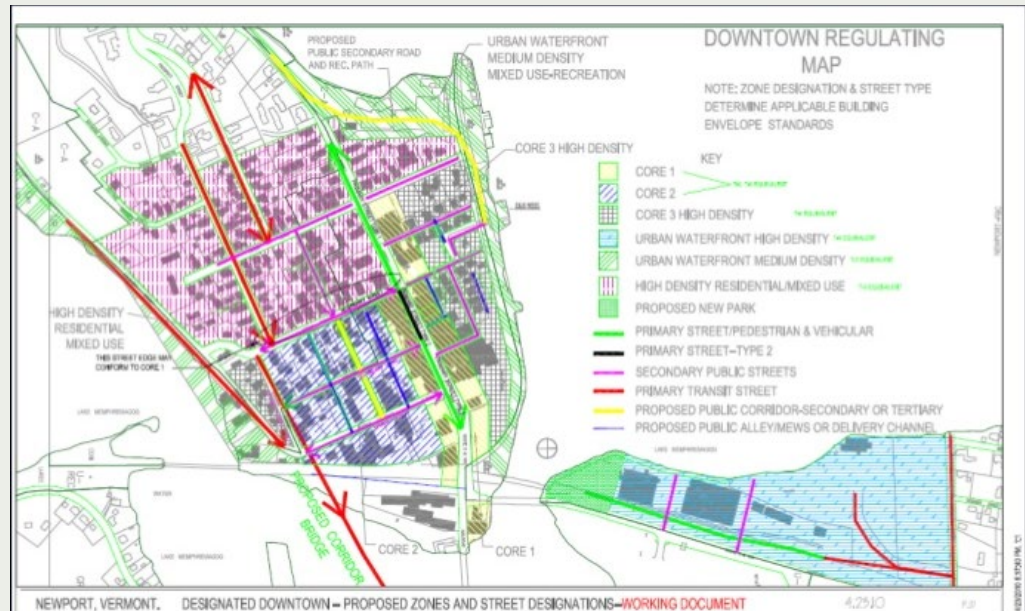 PROPOSED
PUBLIC SECONDARY ROAD
AND REC. PATH
URBAN WATERFRONT
MEDIUM DENSITY
MIXED USE-RECREATION
DOWNTOWN REGULATING
MAP
NOTE: ZONE DESIGNATION & STREET TYPE
DETERMINE APPLICABLE BUILDING
ENVELOPE STANDARDS
CORE 3 HIGH DENSITY
KEY
CORE 1
CORE 2
CORE 3 HIGH DENSITY
URBAN WATERFRONT HIGH DENSITY
URBAN WATERFRONT MEDIUM DENSITY
HIGH DENSITY RESIDENTIAL/MIXED USE
PROPOSED NEW PARK
PRIMARY STREET/PEDESTRIAN & VEHICULAR
PRIMARY STREET-TYPE 2
SECONDARY PUBLIC STREETS
PRIMARY TRANSIT STREET
PROPOSED PUBLIC CORRIDOR-SECONDARY OR TERTIARY
PROPOSED PUBLIC ALLEY/MEWS OR DELIVERY CHANNEL
C-A
C-A
HIGH DENSITY
RESIDENTIAL
MIXED USE
THIS STREET EDGE MAY
CONFORM TO CORE 1
LAKE MEMPHREMAGOG
WATER
LAKE MEMPHREMAGOG
LAKE MEMPHREMAGOG
PROPOSED CORRIDOR
BRIDGE
CORE 2
CORE 1
NEWPORT, VERMONT. DESIGNATED DOWNTOWN - PROPOSED ZONES AND STREET DESIGNATIONS-WORKING DOCUMENT